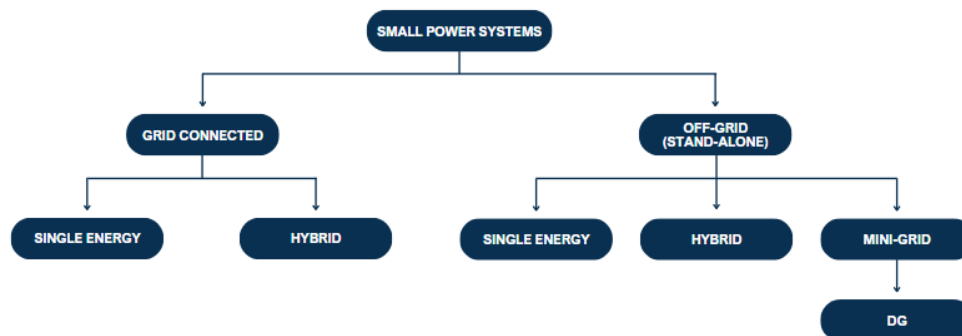 SMALL POWER SYSTEMS
GRID CONNECTED
OFF-GRID
(STAND-ALONE)
SINGLE ENERGY
HYBRID
SINGLE ENERGY
HYBRID
MINI-GRID
DG